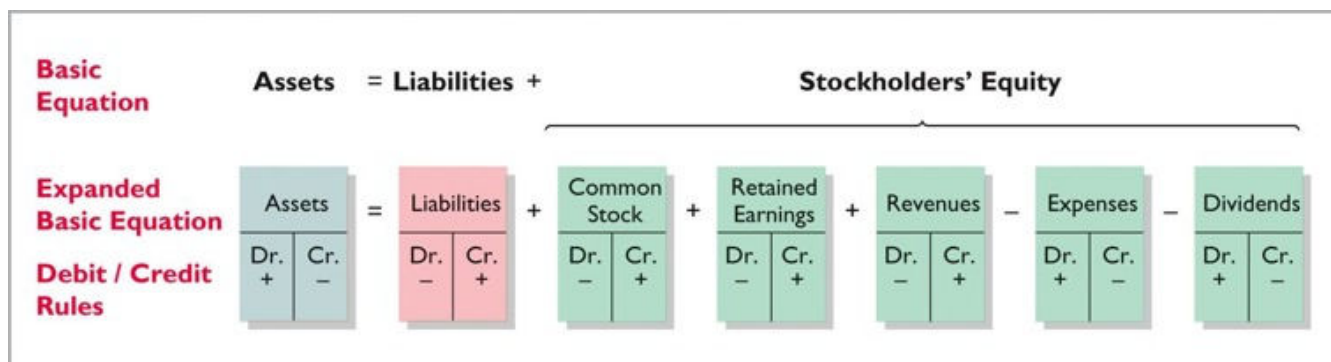 Basic
Equation
Assets = Liabilities + Stockholders’ Equity
Expanded
Basic Equation
Assets = Liabilities + Common Stock + Retained Earnings + Revenues – Expenses – Dividends
Debit / Credit
Rules
Dr. Cr. Dr. Cr. Dr. Cr. Dr. Cr. Dr. Cr. Dr. Cr. Dr. Cr.
+ – – + – + – + – + + – + –